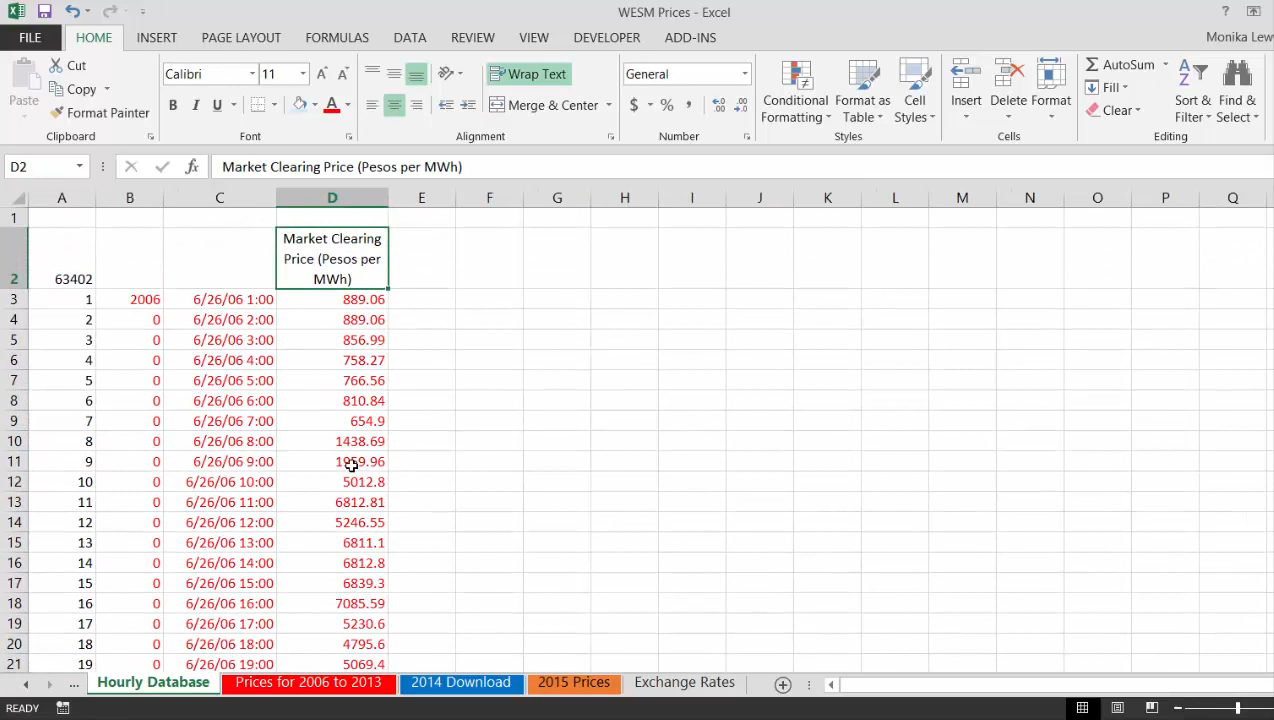 WESM Prices - Excel
FILE HOME INSERT PAGE LAYOUT FORMULAS DATA REVIEW VIEW DEVELOPER ADD-INS Monika Lew
Cut
Copy
Format Painter
Paste
Clipboard
Calibri 11
B I U
Font
Wrap Text
Merge & Center
Alignment
General
$ % ,
Number
Conditional Formatting
Format as Table
Cell Styles
Styles
Insert
Delete
Format
Cells
AutoSum
Fill
Clear
Sort & Filter
Find & Select
Editing
D2 fx Market Clearing Price (Pesos per MWh)
A B C D E F G H I J K L M N O P Q
1
2 63402 Market Clearing Price (Pesos per MWh)
3 1 2006 6/26/06 1:00 889.06
4 2 0 6/26/06 2:00 889.06
5 3 0 6/26/06 3:00 856.99
6 4 0 6/26/06 4:00 758.27
7 5 0 6/26/06 5:00 766.56
8 6 0 6/26/06 6:00 810.84
9 7 0 6/26/06 7:00 654.9
10 8 0 6/26/06 8:00 1438.69
11 9 0 6/26/06 9:00
12 10 0 6/26/06 10:00 5012.8
13 11 0 6/26/06 11:00 6812.81
14 12 0 6/26/06 12:00 5246.55
15 13 0 6/26/06 13:00 6811.1
16 14 0 6/26/06 14:00 6812.8
17 15 0 6/26/06 15:00 6839.3
18 16 0 6/26/06 16:00 7085.59
19 17 0 6/26/06 17:00 5230.6
20 18 0 6/26/06 18:00 4795.6
21 19 0 6/26/06 19:00 5069.4
... Hourly Database Prices for 2006 to 2013 2014 Download 2015 Prices Exchange Rates
READY